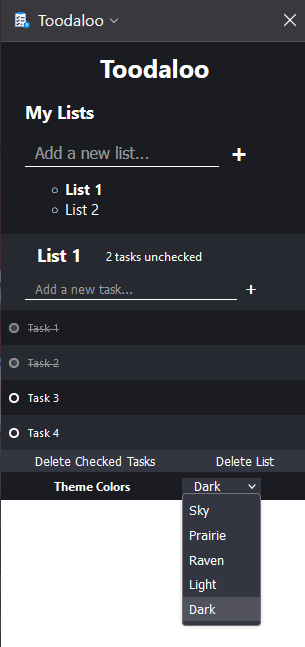 Toodaloo
Toodaloo
My Lists
Add a new list...
+
List 1
List 2
List 1 2 tasks unchecked
Add a new task...
+
Task 1
Task 2
Task 3
Task 4
Delete Checked Tasks Delete List
Theme Colors Dark
Sky
Prairie
Raven
Light
Dark